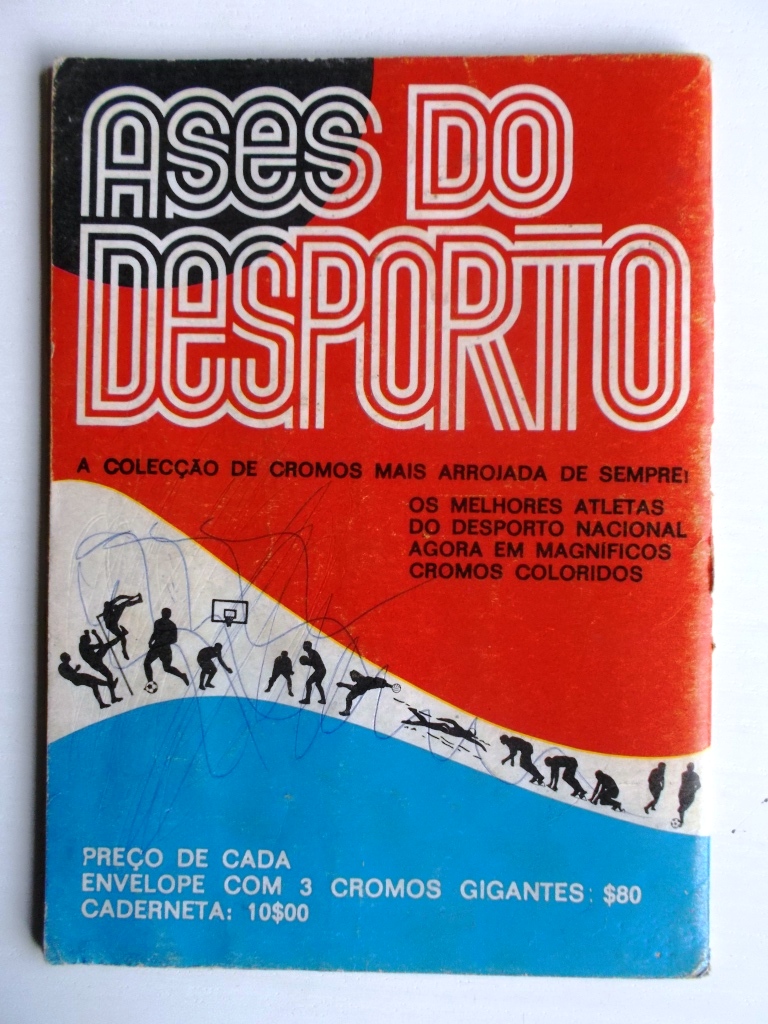 ASES DO
DESPORTO
A COLECÇÃO DE CROMOS MAIS ARROJADA DE SEMPRE!
OS MELHORES ATLETAS
DO DESPORTO NACIONAL
AGORA EM MAGNÍFICOS
CROMOS COLORIDOS
PREÇO DE CADA
ENVELOPE COM 3 CROMOS GIGANTES: $80
CADERNETA: 10$00